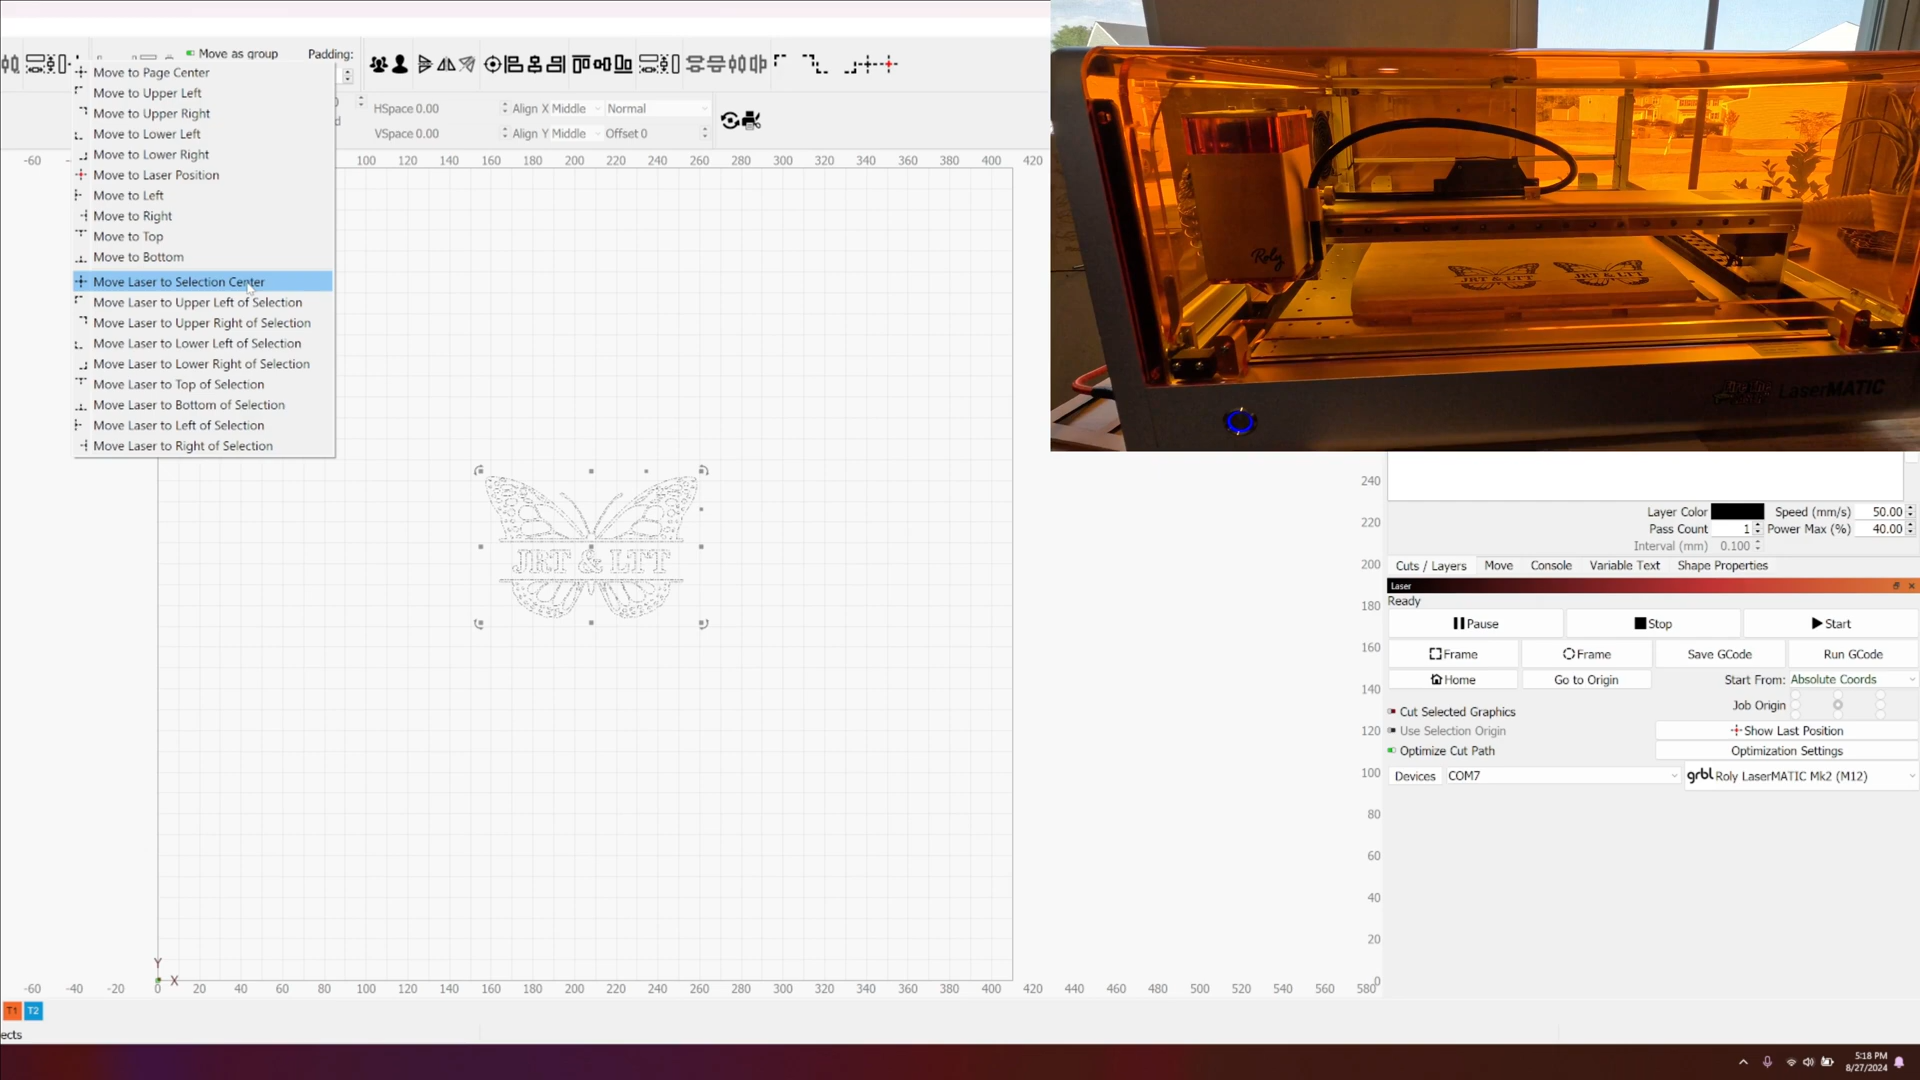 Move as group
Padding:
Move to Page Center
Move to Upper Left
Move to Upper Right
Move to Lower Left
Move to Lower Right
Move to Laser Position
Move to Left
Move to Right
Move to Top
Move to Bottom
Move Laser to Selection Center
Move Laser to Upper Left of Selection
Move Laser to Upper Right of Selection
Move Laser to Lower Left of Selection
Move Laser to Lower Right of Selection
Move Laser to Top of Selection
Move Laser to Bottom of Selection
Move Laser to Left of Selection
Move Laser to Right of Selection
HSpace 0.00
Align X Middle
Normal
VSpace 0.00
Align Y Middle
Offset 0
-60 100 120 140 160 180 200 220 240 260 280 300 320 340 360 380 400 420
JRT & LTT
Roly
JRT & LTT
JRT & LTT
LaserMATIC
240
220
200
180
160
140
120
100
80
60
40
20
0
Y
X
-60 -40 -20 0 20 40 60 80 100 120 140 160 180 200 220 240 260 280 300 320 340 360 380 400 420 440 460 480 500 520 540 560 580
Layer Color
Speed (mm/s) 50.00
Pass Count 1
Power Max (%) 40.00
Interval (mm) 0.100
Cuts / Layers
Move
Console
Variable Text
Shape Properties
Laser
Ready
Pause
Stop
Start
Frame
Frame
Save GCode
Run GCode
Home
Go to Origin
Start From: Absolute Coords
Job Origin
Cut Selected Graphics
Use Selection Origin
Show Last Position
Optimize Cut Path
Optimization Settings
Devices
COM7
grbl Roly LaserMATIC Mk2 (M12)
T1
T2
ects
5:18 PM
8/27/2024